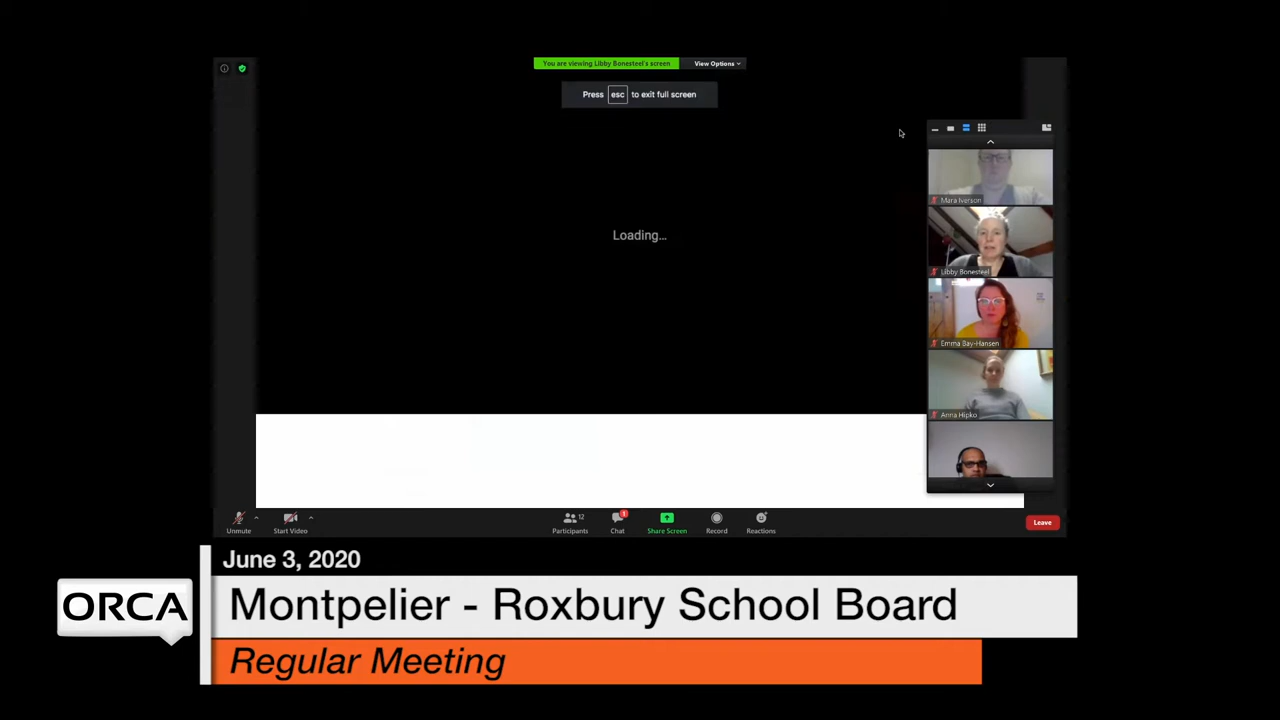 You are viewing Libby Bonesteel's screen
View Options
Press esc to exit full screen
Loading...
Mara Iverson
Libby Bonesteel
Emma Bay-Hansen
Anna Hipko
Unmute
Start Video
12
Participants
1
Chat
Share Screen
Record
Reactions
Leave
June 3, 2020
ORCA
Montpelier - Roxbury School Board
Regular Meeting